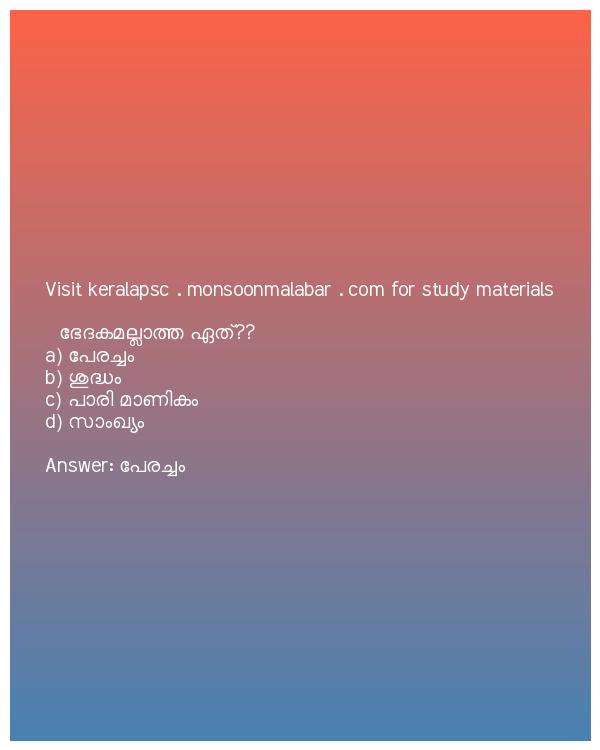 Visit keralapsc . monsoonmalabar . com for study materials
ഭേദകമല്ലാത്ത ഏത്??
a) പേരച്ചം
b) ശുദ്ധം
c) പാരി മാണികം
d) സാംഖ്യം
Answer: പേരച്ചം